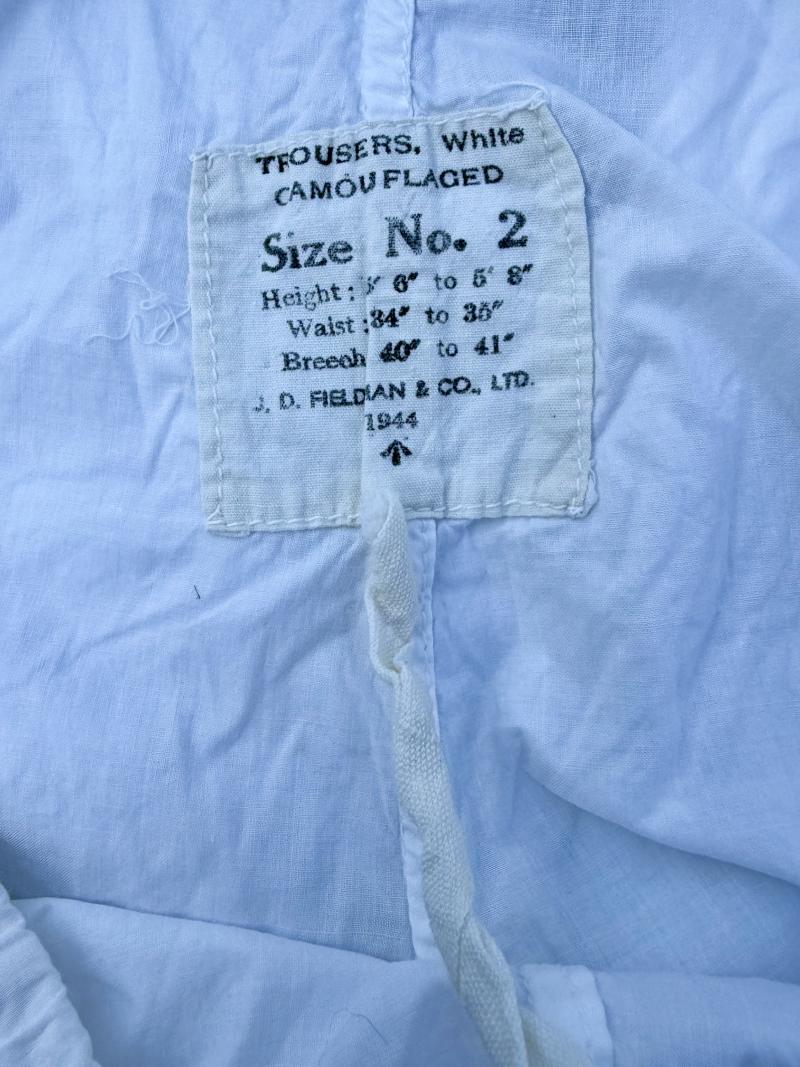 TROUSERS, White
CAMOUFLAGED
Size No. 2
Height: 5' 6" to 5' 8"
Waist: 34" to 35"
Breech 40" to 41"
J. D. FIELDMAN & CO., LTD.
1944